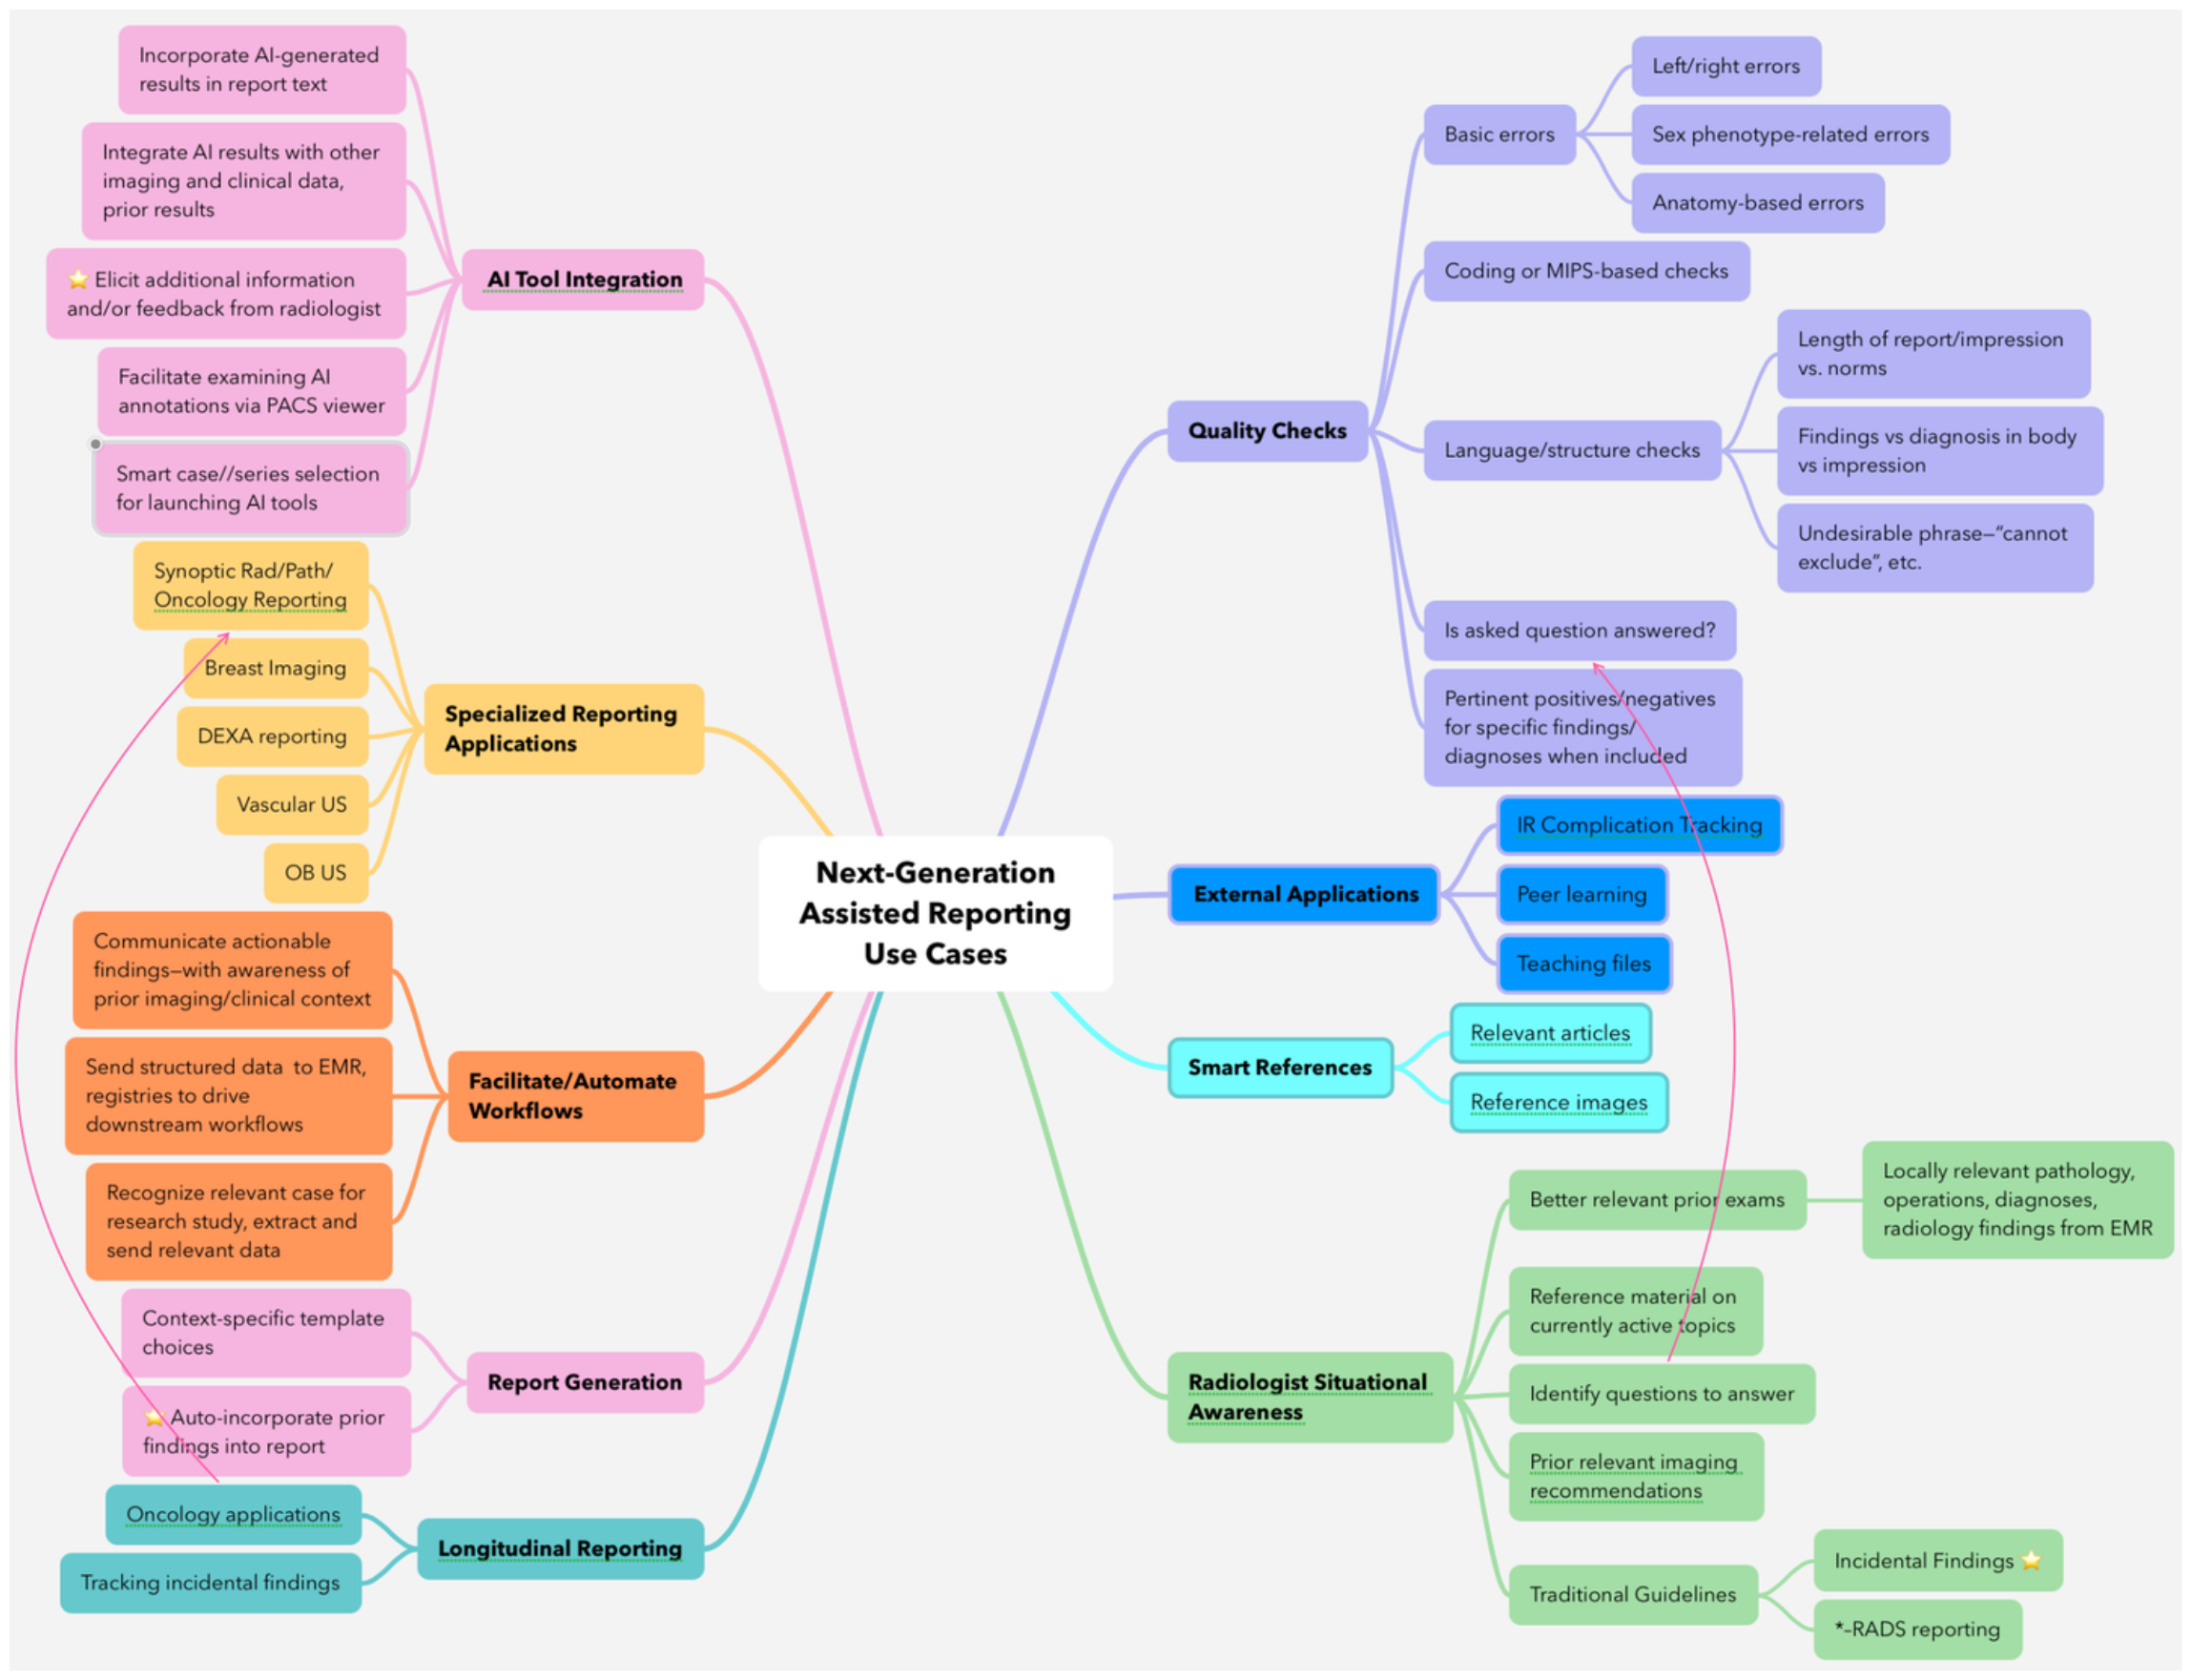 Incorporate AI-generated
results in report text
Integrate AI results with other
imaging and clinical data,
prior results
⭐ Elicit additional information
and/or feedback from radiologist
Facilitate examining AI
annotations via PACS viewer
Smart case//series selection
for launching AI tools
AI Tool Integration
Synoptic Rad/Path/
Oncology Reporting
Breast Imaging
DEXA reporting
Vascular US
OB US
Specialized Reporting
Applications
Communicate actionable
findings—with awareness of
prior imaging/clinical context
Send structured data  to EMR,
registries to drive
downstream workflows
Recognize relevant case for
research study, extract and
send relevant data
Facilitate/Automate
Workflows
Context-specific template
choices
⭐ Auto-incorporate prior
findings into report
Report Generation
Oncology applications
Tracking incidental findings
Longitudinal Reporting
Next-Generation
Assisted Reporting
Use Cases
Quality Checks
Basic errors
Left/right errors
Sex phenotype-related errors
Anatomy-based errors
Coding or MIPS-based checks
Language/structure checks
Length of report/impression
vs. norms
Findings vs diagnosis in body
vs impression
Undesirable phrase—“cannot
exclude”, etc.
Is asked question answered?
Pertinent positives/negatives
for specific findings/
diagnoses when included
External Applications
IR Complication Tracking
Peer learning
Teaching files
Smart References
Relevant articles
Reference images
Radiologist Situational
Awareness
Better relevant prior exams
Locally relevant pathology,
operations, diagnoses,
radiology findings from EMR
Reference material on
currently active topics
Identify questions to answer
Prior relevant imaging
recommendations
Traditional Guidelines
Incidental Findings ⭐
*-RADS reporting